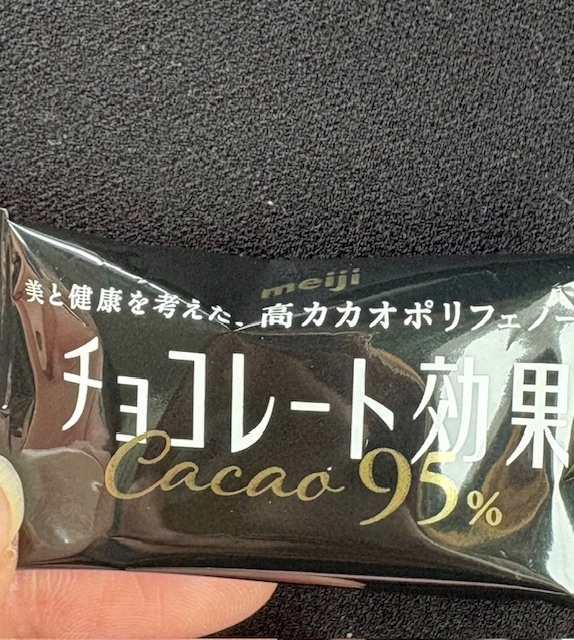 meiji
美と健康を考えた、高カカオポリフェノー
チョコレート効果
Cacao 95%